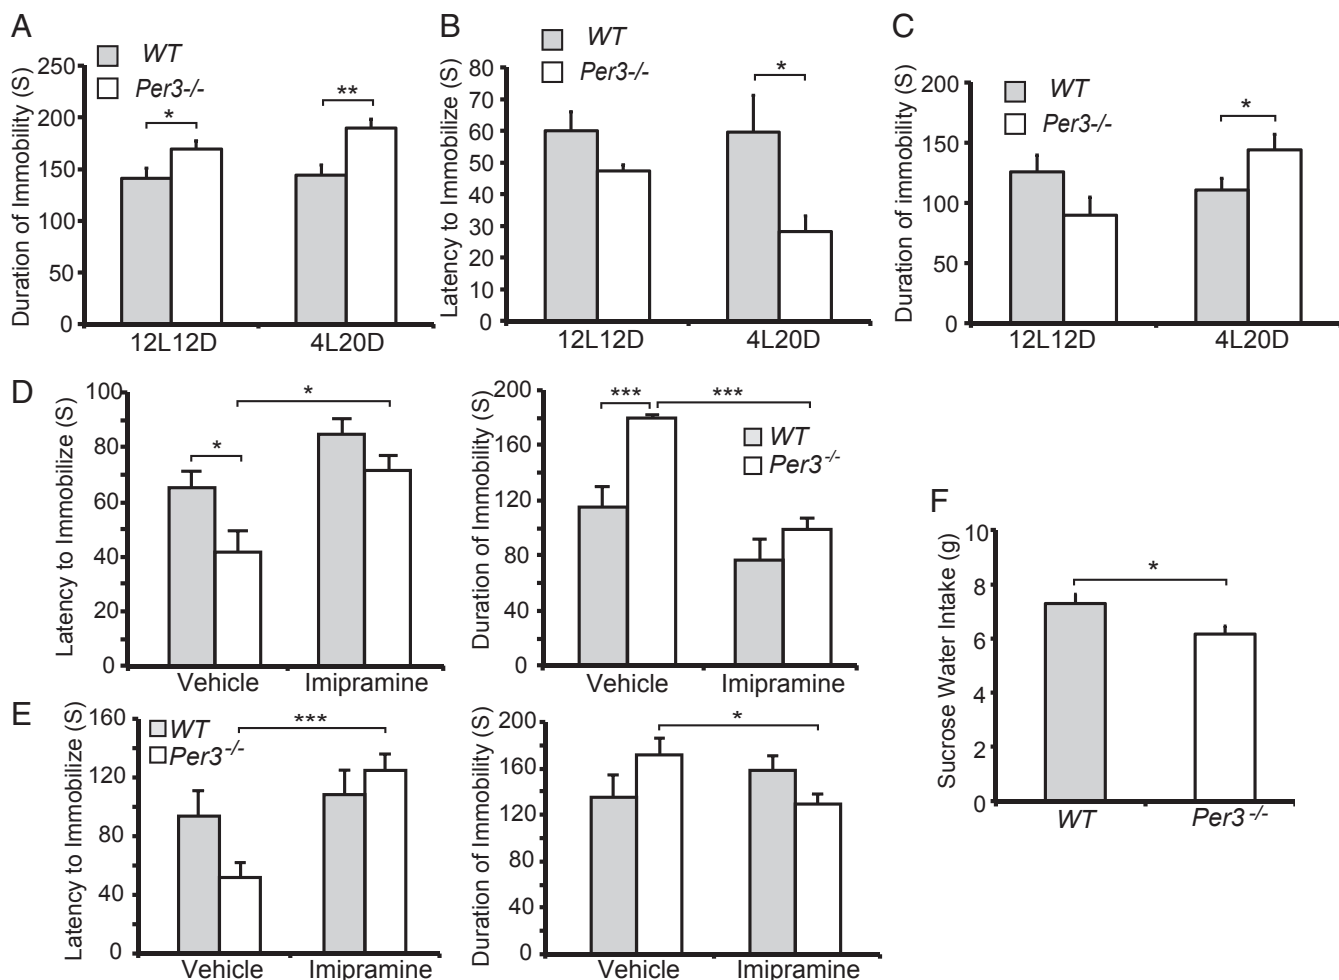 A
WT
Per3-/-
Duration of Immobility (S)
250
200
150
100
50
0
*
**
12L12D
4L20D
B
WT
Per3-/-
Latency to Immobilize (S)
80
70
60
50
40
30
20
10
0
*
12L12D
4L20D
C
WT
Per3-/-
Duration of immobility (S)
200
150
100
50
0
*
12L12D
4L20D
D
Latency to Immobilize (S)
100
80
60
40
20
0
*
*
Vehicle
Imipramine
Duration of Immobility (S)
200
160
120
80
40
0
***
***
WT
Per3-/-
Vehicle
Imipramine
E
WT
Per3-/-
Latency to Immobilize (S)
160
120
80
40
0
***
Vehicle
Imipramine
Duration of Immobility (S)
200
160
120
80
40
0
*
Vehicle
Imipramine
F
Sucrose Water Intake (g)
10
8
6
4
2
0
*
WT
Per3 -/-